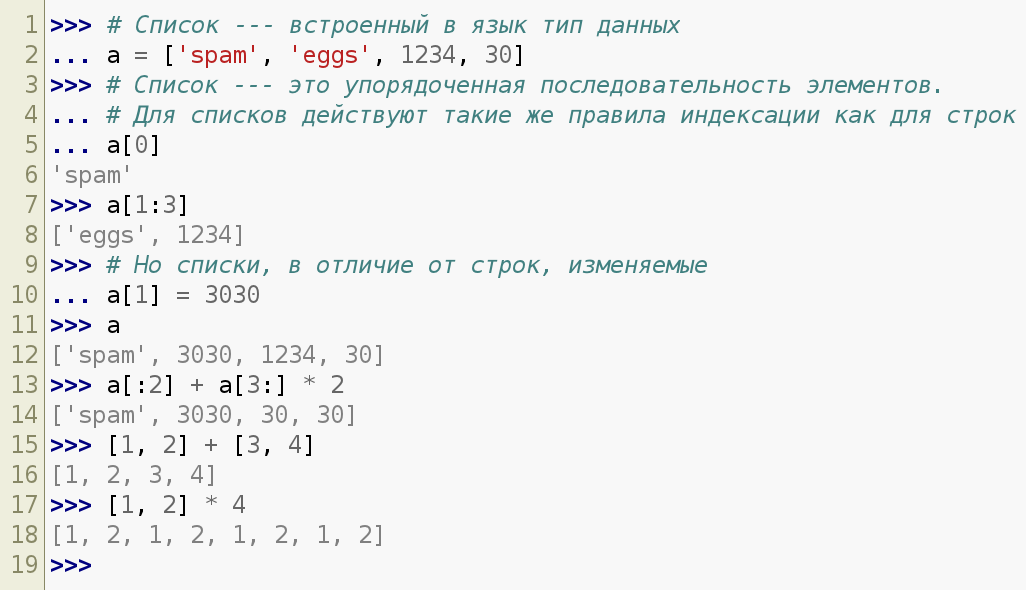 1 >>> # Список --- встроенный в язык тип данных
2 ... a = ['spam', 'eggs', 1234, 30]
3 >>> # Список --- это упорядоченная последовательность элементов.
4 ... # Для списков действуют такие же правила индексации как для строк
5 ... a[0]
6 'spam'
7 >>> a[1:3]
8 ['eggs', 1234]
9 >>> # Но списки, в отличие от строк, изменяемые
10 ... a[1] = 3030
11 >>> a
12 ['spam', 3030, 1234, 30]
13 >>> a[:2] + a[3:] * 2
14 ['spam', 3030, 30, 30]
15 >>> [1, 2] + [3, 4]
16 [1, 2, 3, 4]
17 >>> [1, 2] * 4
18 [1, 2, 1, 2, 1, 2, 1, 2]
19 >>>